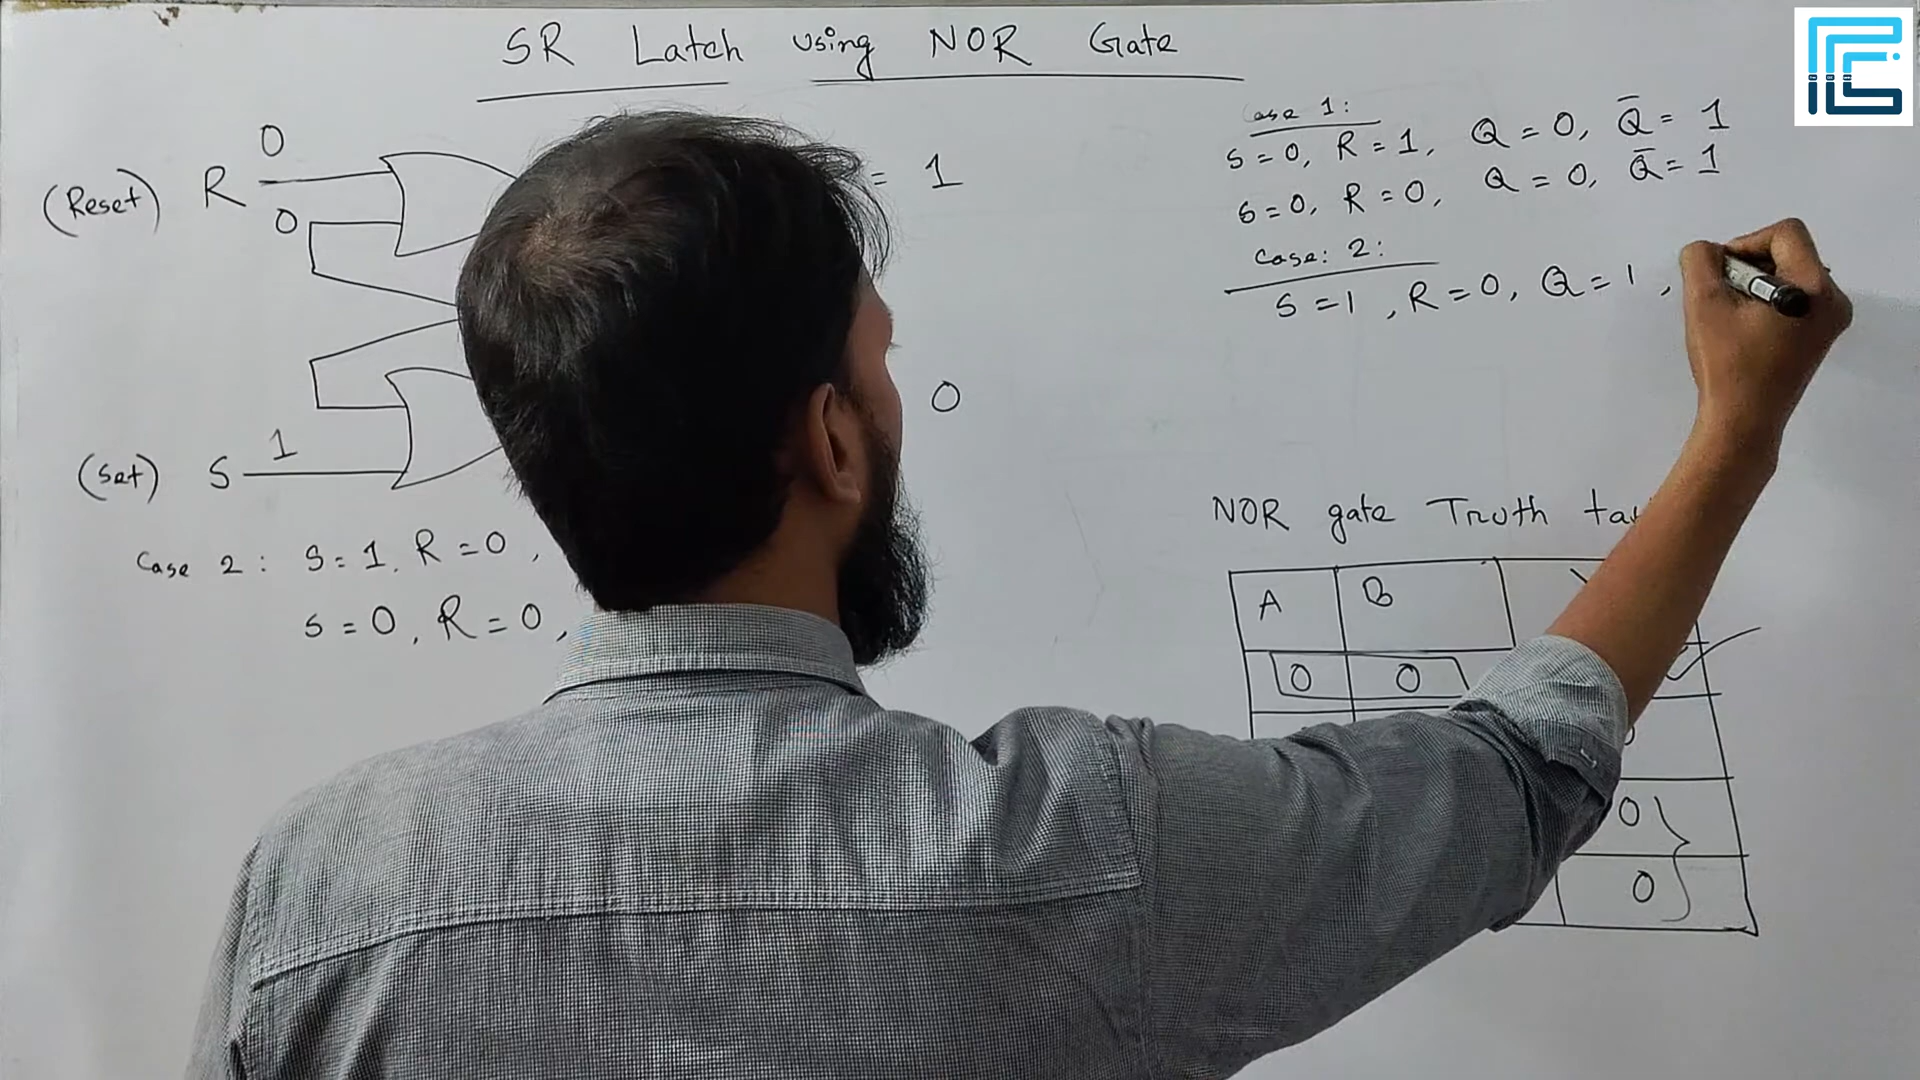 SR Latch using NOR Gate
Case 1:
S = 0, R = 1, Q = 0, Q̅ = 1
S = 0, R = 0, Q = 0, Q̅ = 1
Case: 2:
S = 1, R = 0, Q = 1,
0
(Reset) R
0
= 1
0
1
(Set) S
Case 2: S = 1, R = 0,
S = 0, R = 0,
NOR gate Truth
A B
0 0
0
0